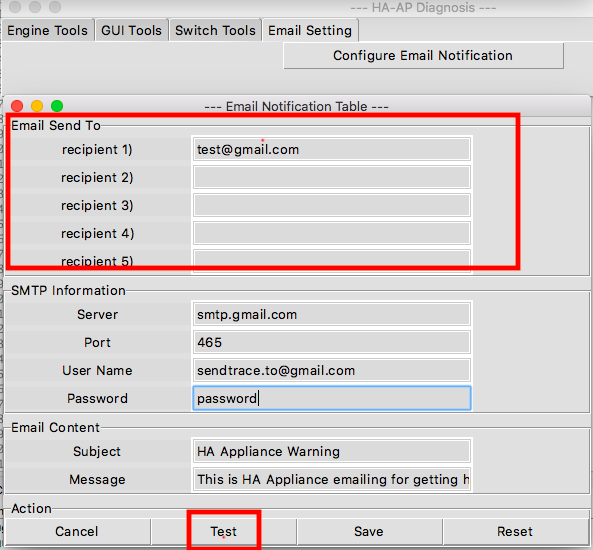 --- HA-AP Diagnosis ---
Engine Tools GUI Tools Switch Tools Email Setting
Configure Email Notification
--- Email Notification Table ---
Email Send To
recipient 1) test@gmail.com
recipient 2)
recipient 3)
recipient 4)
recipient 5)
SMTP Information
Server smtp.gmail.com
Port 465
User Name sendtrace.to@gmail.com
Password password
Email Content
Subject HA Appliance Warning
Message This is HA Appliance emailing for getting h
Action
Cancel Test Save Reset